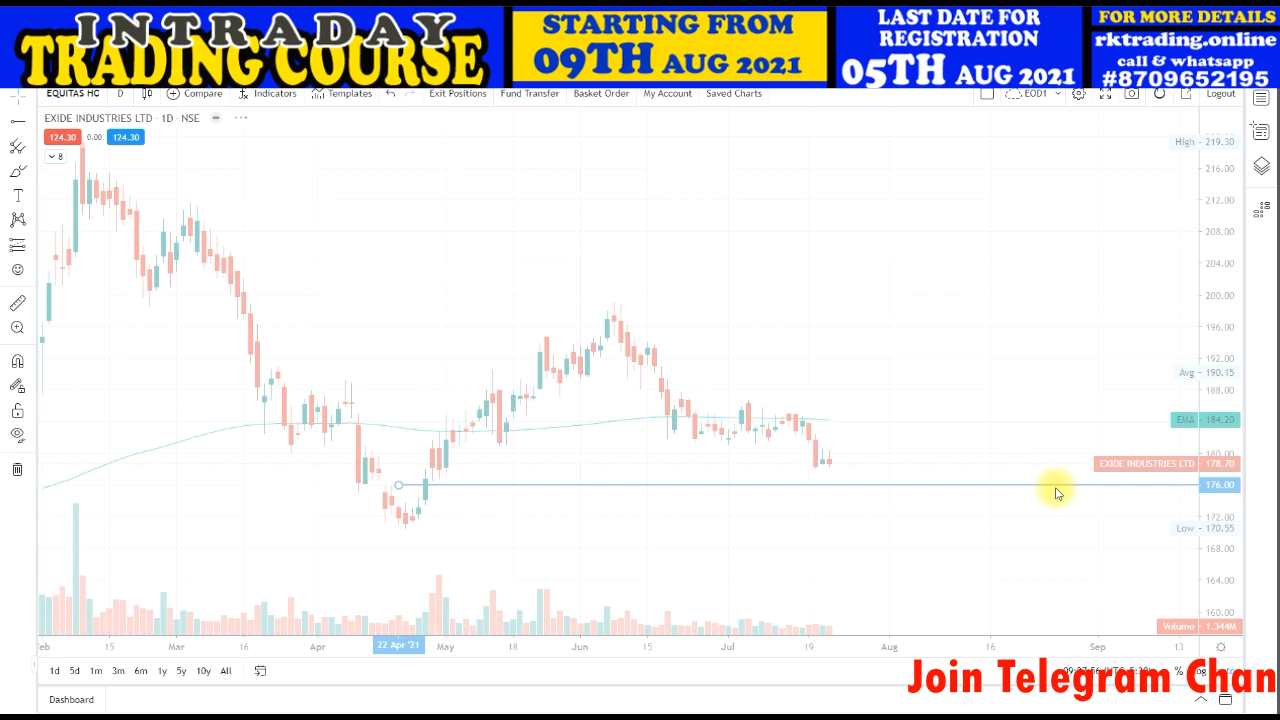 INTRADAY
TRADING COURSE
STARTING FROM
09TH AUG 2021
LAST DATE FOR
REGISTRATION
05TH AUG 2021
FOR MORE DETAILS
rktrading.online
call & whatsapp
#8709652195
EQUITAS HC D Compare Indicators Templates Exit Positions Fund Transfer Basket Order My Account Saved Charts EOD1 Logout
EXIDE INDUSTRIES LTD · 1D · NSE
124.30 0.00 124.30
8
High - 219.30
216.00
212.00
208.00
204.00
200.00
196.00
192.00
Avg - 190.15
188.00
EMA - 184.20
180.00
EXIDE INDUSTRIES LTD - 178.70
176.00
172.00
Low - 170.55
168.00
164.00
160.00
Volume - 1.344M
15 Mar 16 Apr 22 Apr '21 May 18 Jun 15 Jul 19 Aug 16 Sep 13
1d 5d 1m 3m 6m 1y 5y 10y All %
Join Telegram Chan
Dashboard